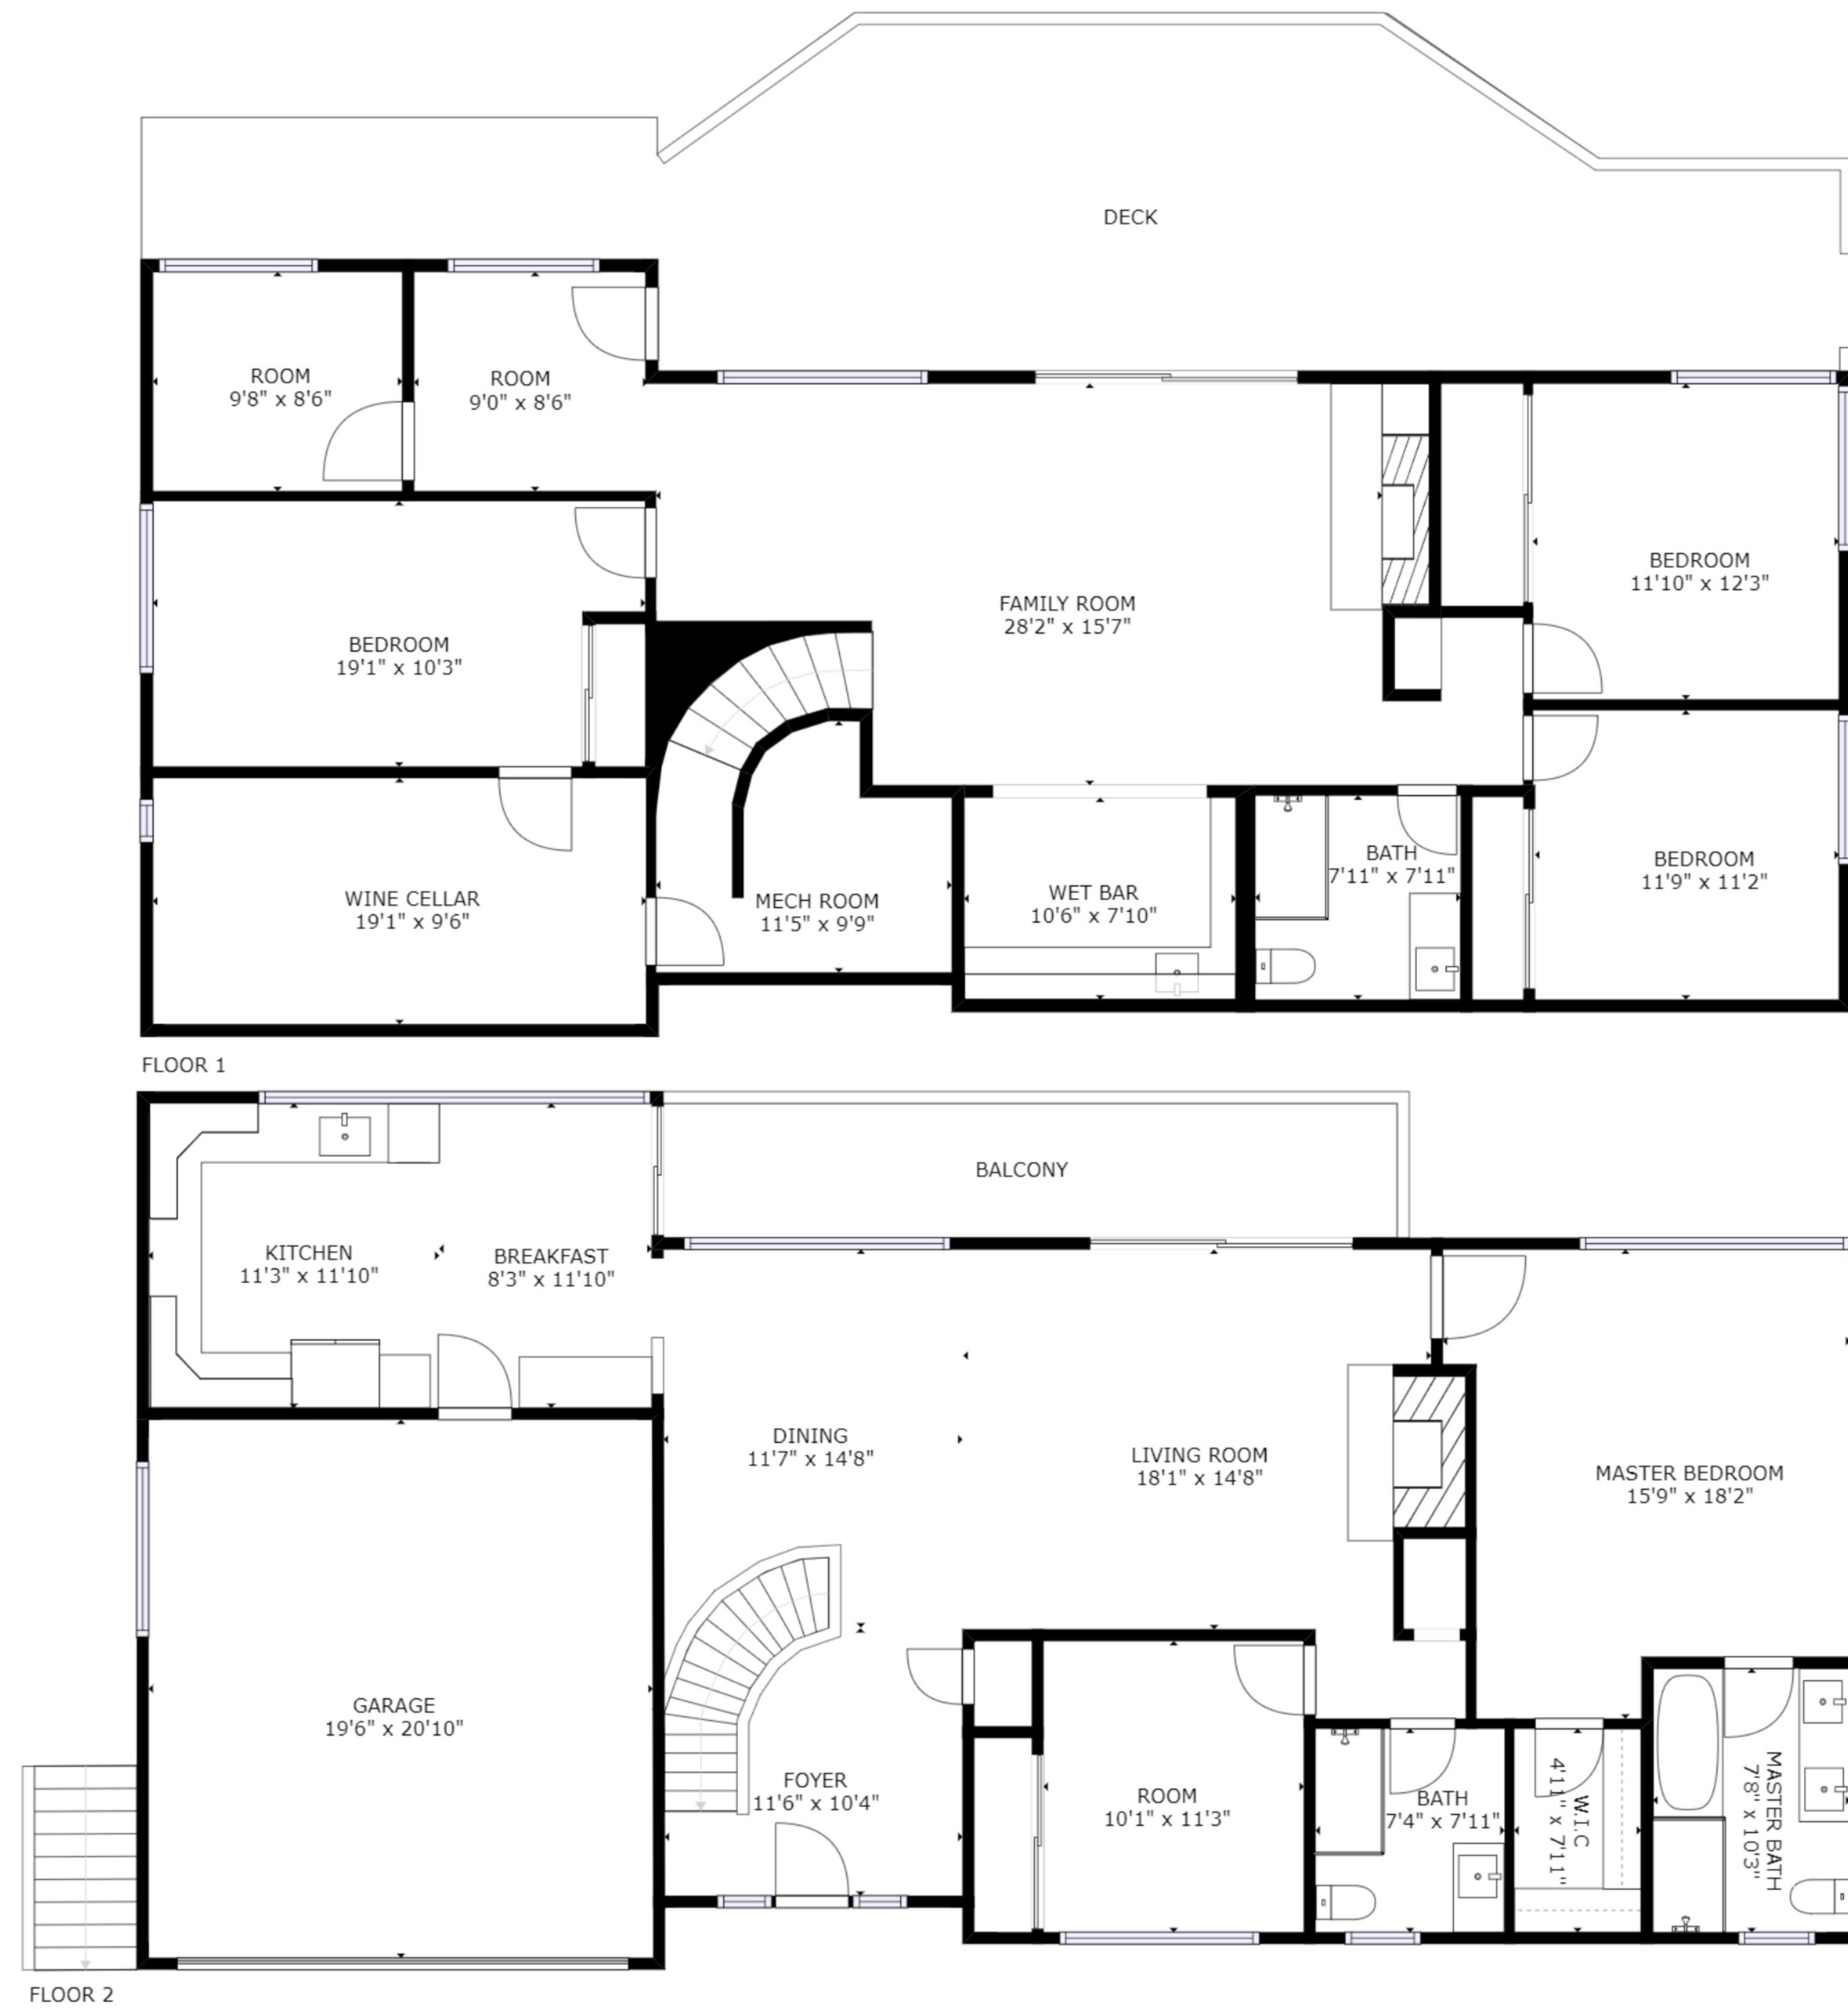 DECK
ROOM
9'8" x 8'6"
ROOM
9'0" x 8'6"
BEDROOM
11'10" x 12'3"
FAMILY ROOM
28'2" x 15'7"
BEDROOM
19'1" x 10'3"
BATH
7'11" x 7'11"
BEDROOM
11'9" x 11'2"
WET BAR
10'6" x 7'10"
WINE CELLAR
19'1" x 9'6"
MECH ROOM
11'5" x 9'9"
FLOOR 1
BALCONY
KITCHEN
11'3" x 11'10"
BREAKFAST
8'3" x 11'10"
DINING
11'7" x 14'8"
LIVING ROOM
18'1" x 14'8"
MASTER BEDROOM
15'9" x 18'2"
GARAGE
19'6" x 20'10"
FOYER
11'6" x 10'4"
ROOM
10'1" x 11'3"
BATH
7'4" x 7'11"
W.I.C
4'11" x 7'11"
MASTER BATH
7'8" x 10'3"
FLOOR 2